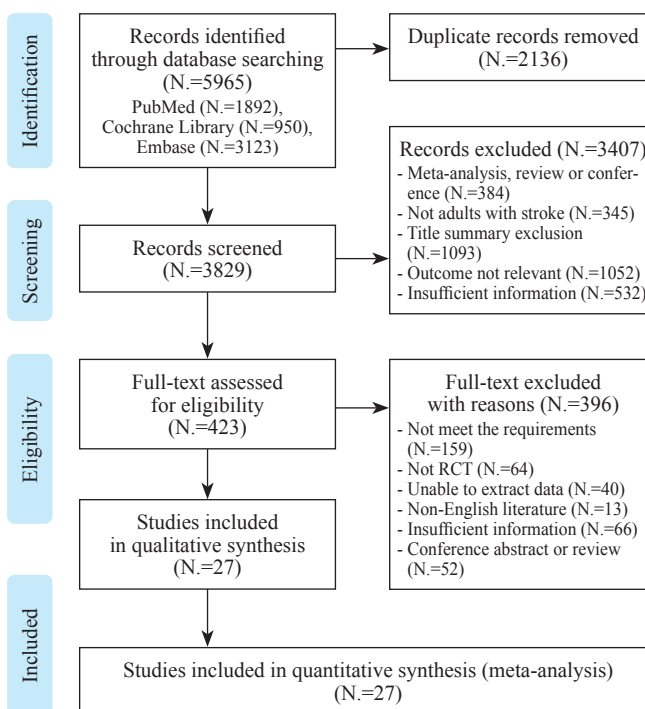 Identification
Records identified
through database searching
(N.=5965)
PubMed (N.=1892),
Cochrane Library (N.=950),
Embase (N.=3123)
Duplicate records removed
(N.=2136)
Screening
Records screened
(N.=3829)
Records excluded (N.=3407)
- Meta-analysis, review or confer-
ence (N.=384)
- Not adults with stroke (N.=345)
- Title summary exclusion
(N.=1093)
- Outcome not relevant (N.=1052)
- Insufficient information (N.=532)
Eligibility
Full-text assessed
for eligibility
(N.=423)
Full-text excluded
with reasons (N.=396)
- Not meet the requirements
(N.=159)
- Not RCT (N.=64)
- Unable to extract data (N.=40)
- Non-English literature (N.=13)
- Insufficient information (N.=66)
- Conference abstract or review
(N.=52)
Studies included
in qualitative synthesis
(N.=27)
Included
Studies included in quantitative synthesis (meta-analysis)
(N.=27)